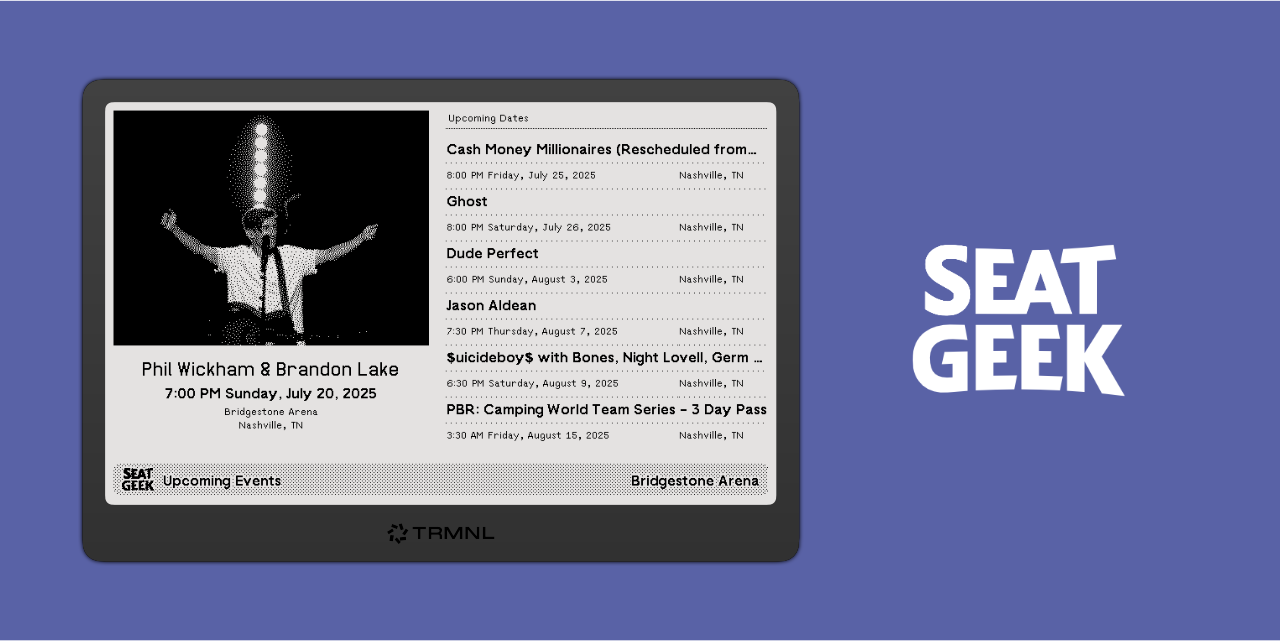 Phil Wickham & Brandon Lake
7:00 PM Sunday, July 20, 2025
Bridgestone Arena
Nashville, TN
Upcoming Dates
Cash Money Millionaires (Rescheduled from...
8:00 PM Friday, July 25, 2025 Nashville, TN
Ghost
8:00 PM Saturday, July 26, 2025 Nashville, TN
Dude Perfect
6:00 PM Sunday, August 3, 2025 Nashville, TN
Jason Aldean
7:30 PM Thursday, August 7, 2025 Nashville, TN
$uicideboy$ with Bones, Night Lovell, Germ ...
6:30 PM Saturday, August 9, 2025 Nashville, TN
PBR: Camping World Team Series - 3 Day Pass
3:30 AM Friday, August 15, 2025 Nashville, TN
SEAT
GEEK
Upcoming Events Bridgestone Arena
TRMNL
SEAT
GEEK